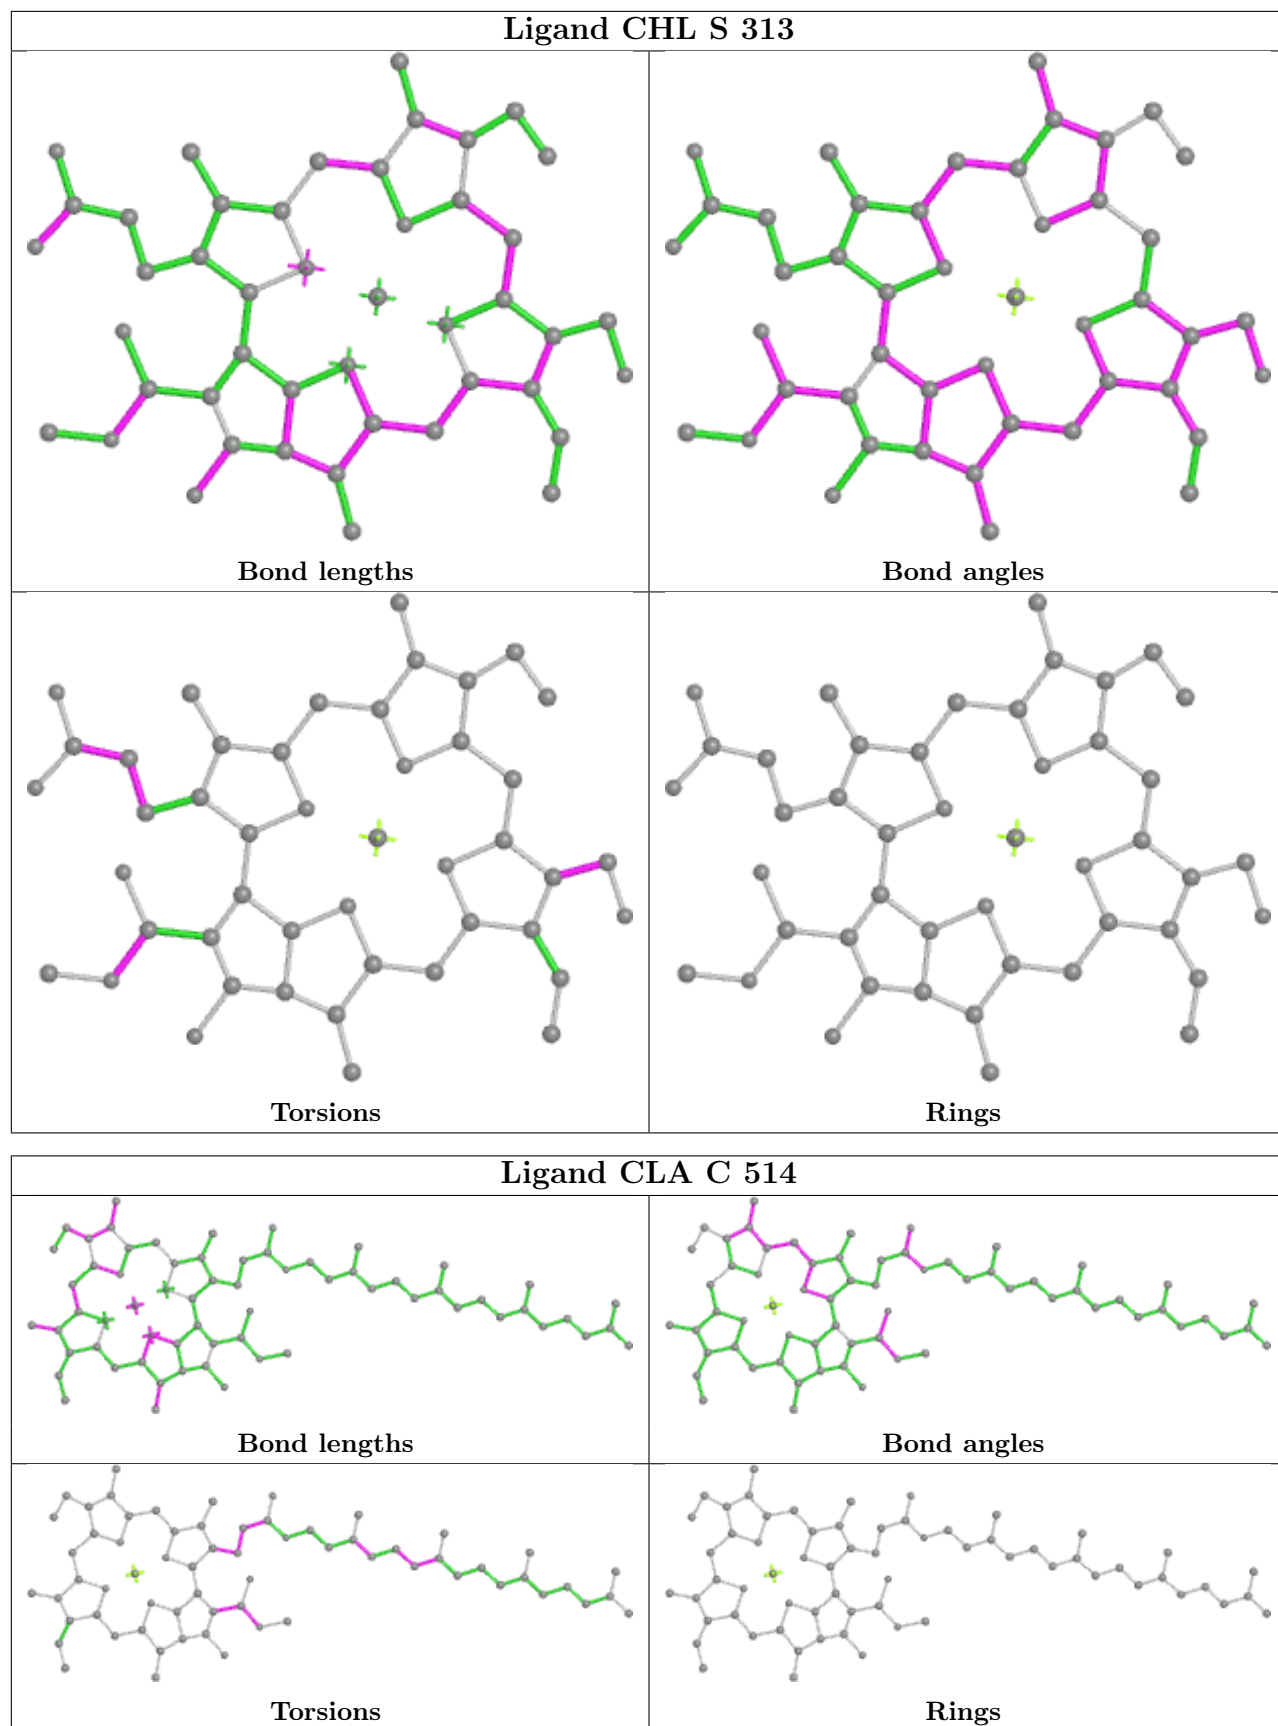 Ligand CHL S 313
Bond lengths
Bond angles
Torsions
Rings
Ligand CLA C 514
Bond lengths
Bond angles
Torsions
Rings